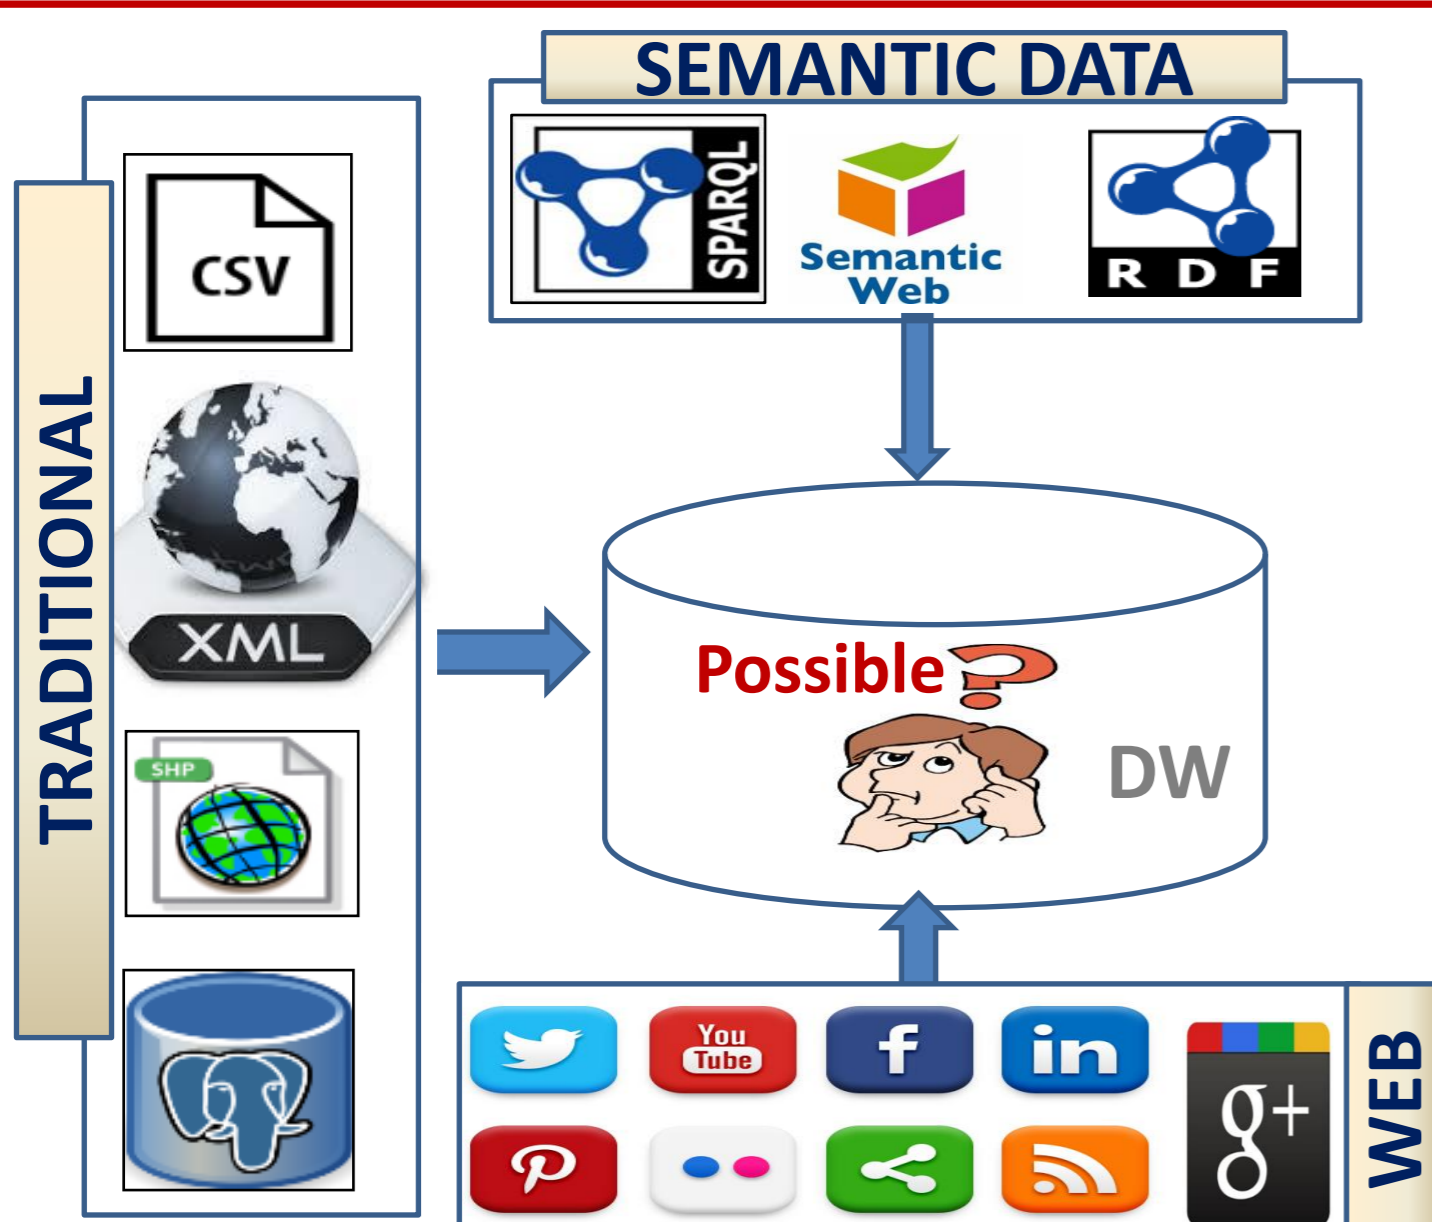 SEMANTIC DATA
SPARQL
Semantic
Web
R D F
TRADITIONAL
CSV
XML
SHP
Possible
DW
You
Tube
f
in
g+
WEB